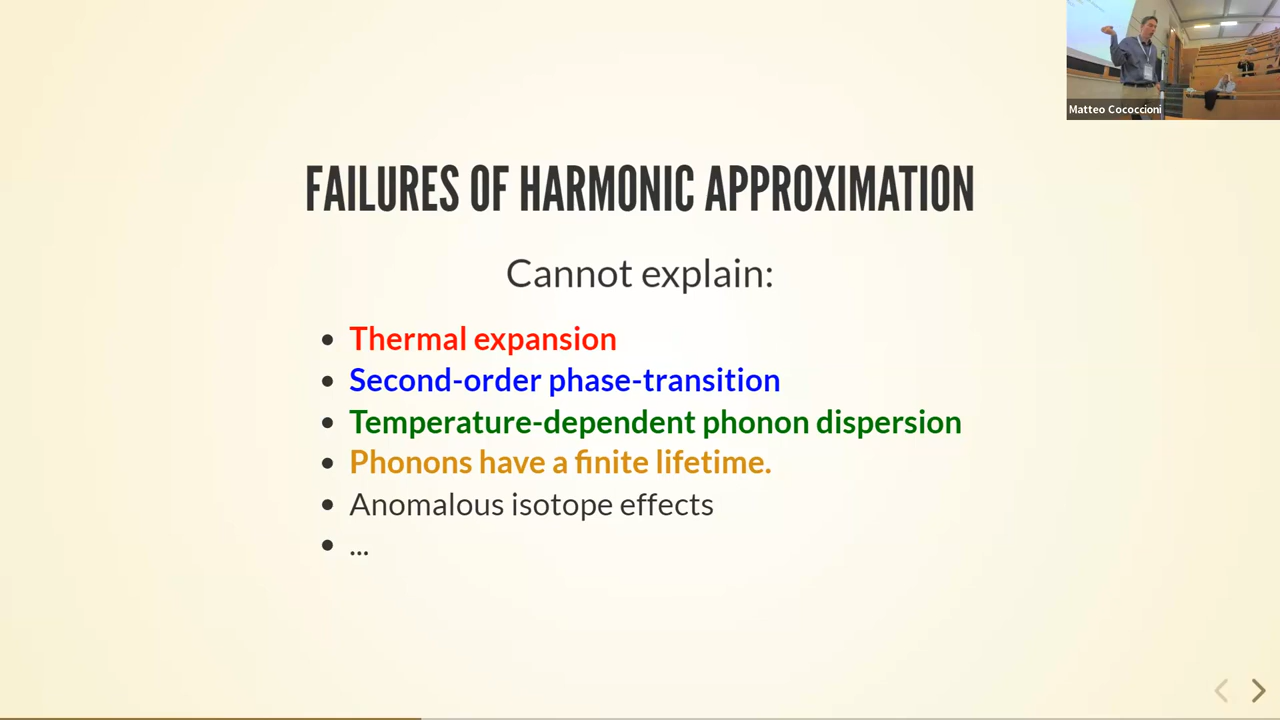 Matteo Cococcioni
FAILURES OF HARMONIC APPROXIMATION
Cannot explain:
• Thermal expansion
• Second-order phase-transition
• Temperature-dependent phonon dispersion
• Phonons have a finite lifetime.
• Anomalous isotope effects
• ...